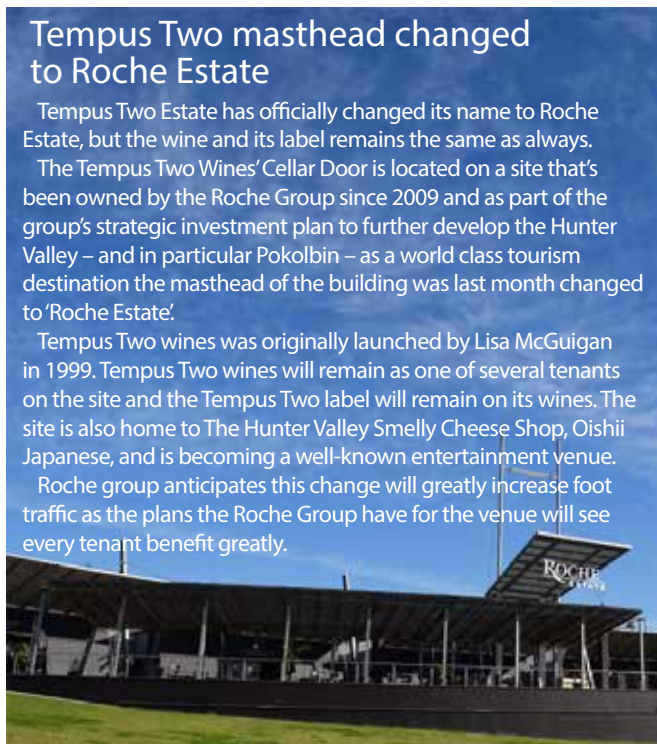 Tempus Two masthead changed
to Roche Estate
Tempus Two Estate has officially changed its name to Roche
Estate, but the wine and its label remains the same as always.
The Tempus Two Wines' Cellar Door is located on a site that's
been owned by the Roche Group since 2009 and as part of the
group's strategic investment plan to further develop the Hunter
Valley – and in particular Pokolbin – as a world class tourism
destination the masthead of the building was last month changed
to 'Roche Estate'.
Tempus Two wines was originally launched by Lisa McGuigan
in 1999. Tempus Two wines will remain as one of several tenants
on the site and the Tempus Two label will remain on its wines. The
site is also home to The Hunter Valley Smelly Cheese Shop, Oishii
Japanese, and is becoming a well-known entertainment venue.
Roche group anticipates this change will greatly increase foot
traffic as the plans the Roche Group have for the venue will see
every tenant benefit greatly.
ROCHE
ESTATE